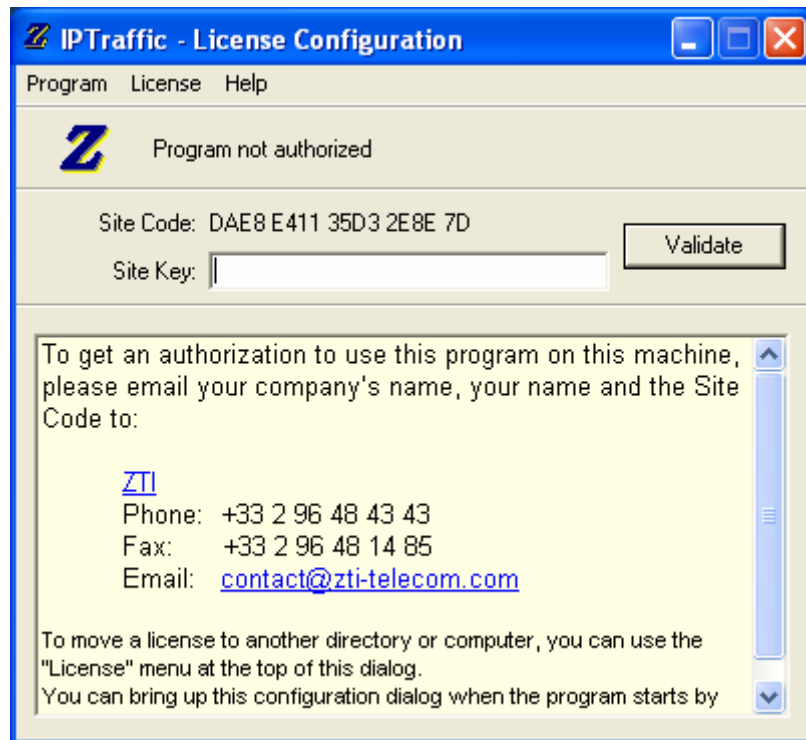 IPTraffic - License Configuration
Program License Help
Program not authorized
Site Code: DAE8 E411 35D3 2E8E 7D
Validate
Site Key:
To get an authorization to use this program on this machine,
please email your company's name, your name and the Site
Code to:
ZTI
Phone: +33 2 96 48 43 43
Fax: +33 2 96 48 14 85
Email: contact@zti-telecom.com
To move a license to another directory or computer, you can use the
"License" menu at the top of this dialog.
You can bring up this configuration dialog when the program starts by